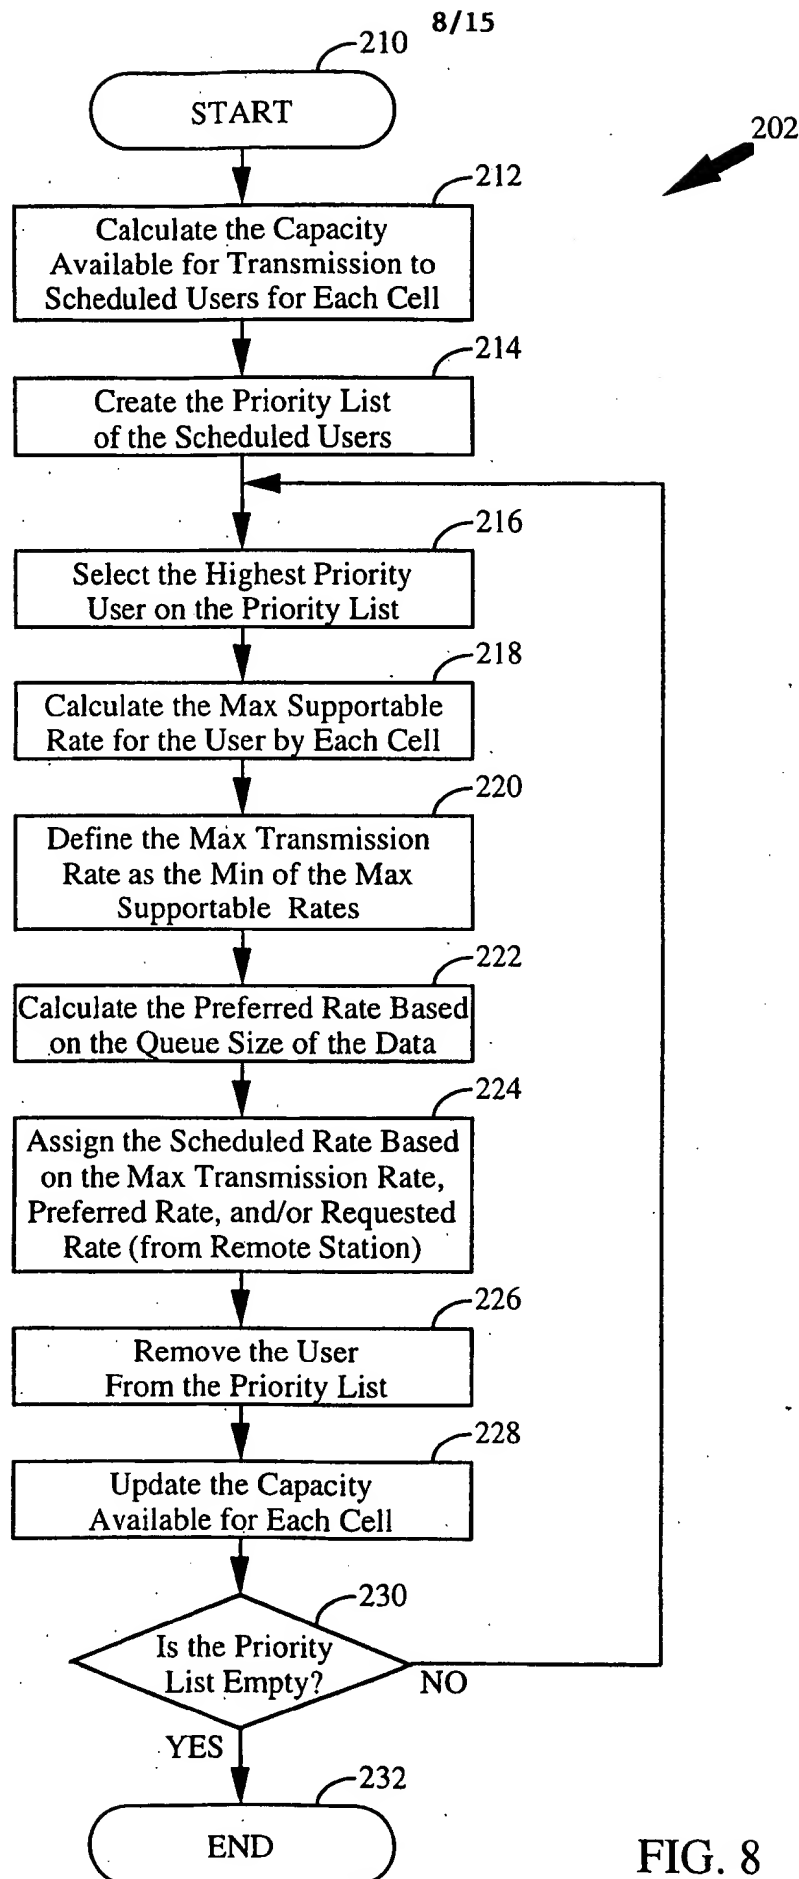 8/15
210
START
202
212
Calculate the Capacity
Available for Transmission to
Scheduled Users for Each Cell
214
Create the Priority List
of the Scheduled Users
216
Select the Highest Priority
User on the Priority List
218
Calculate the Max Supportable
Rate for the User by Each Cell
220
Define the Max Transmission
Rate as the Min of the Max
Supportable Rates
222
Calculate the Preferred Rate Based
on the Queue Size of the Data
224
Assign the Scheduled Rate Based
on the Max Transmission Rate,
Preferred Rate, and/or Requested
Rate (from Remote Station)
226
Remove the User
From the Priority List
228
Update the Capacity
Available for Each Cell
230
Is the Priority
List Empty?
NO
YES
232
END
FIG. 8